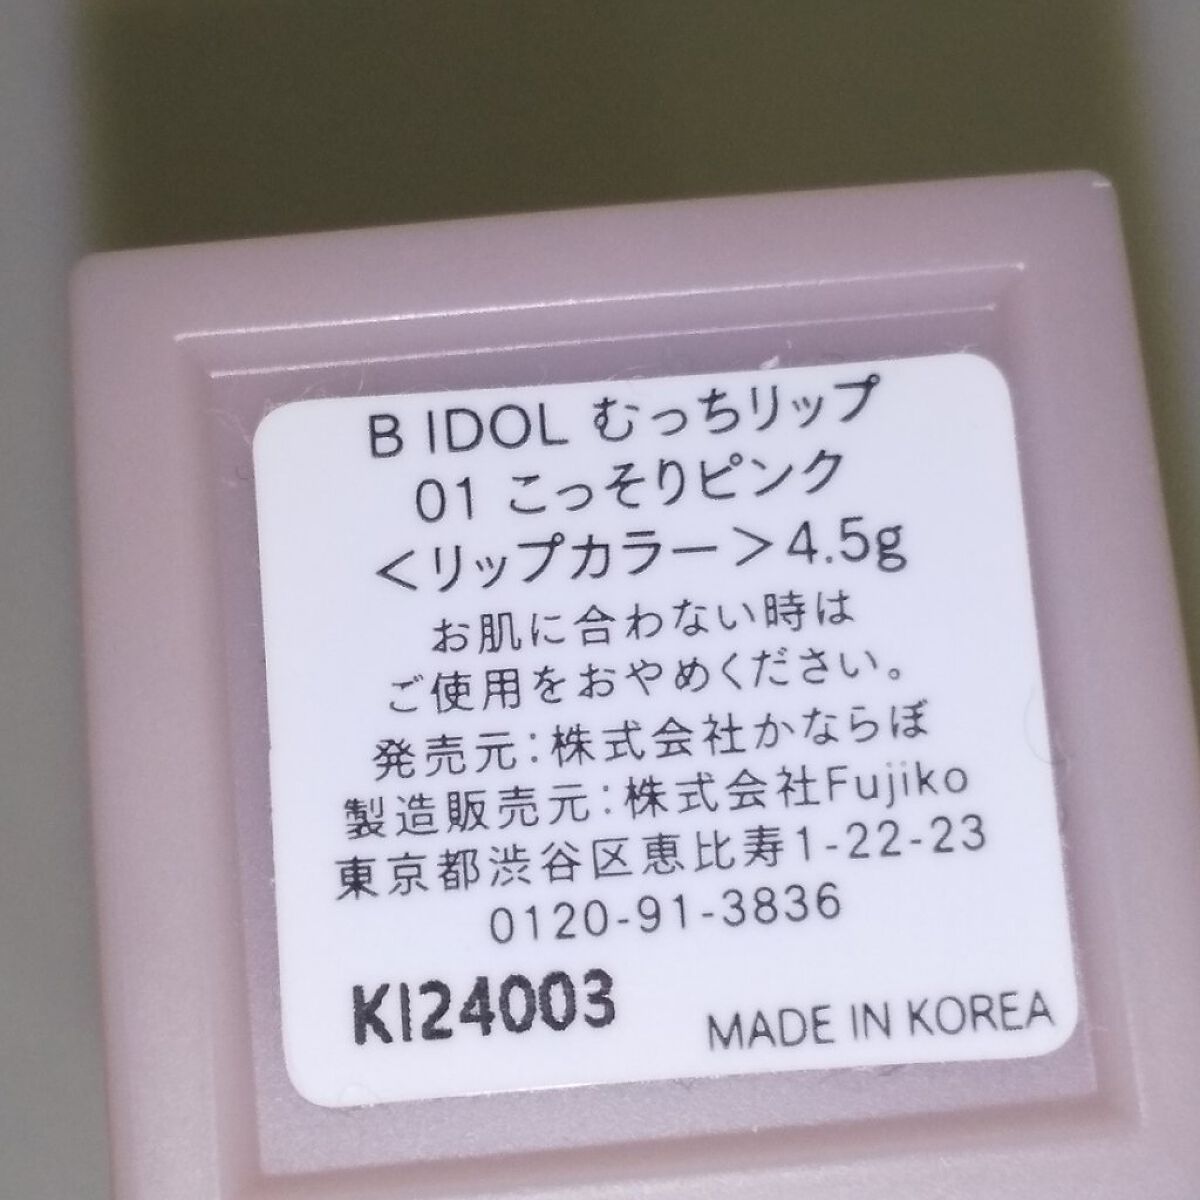 B IDOL むっちリップ
01 こっそりピンク
<リップカラー>4.5g
お肌に合わない時は
ご使用をおやめください。
発売元:株式会社かならぼ
製造販売元:株式会社Fujiko
東京都渋谷区恵比寿1-22-23
0120-91-3836
KI24003
MADE IN KOREA